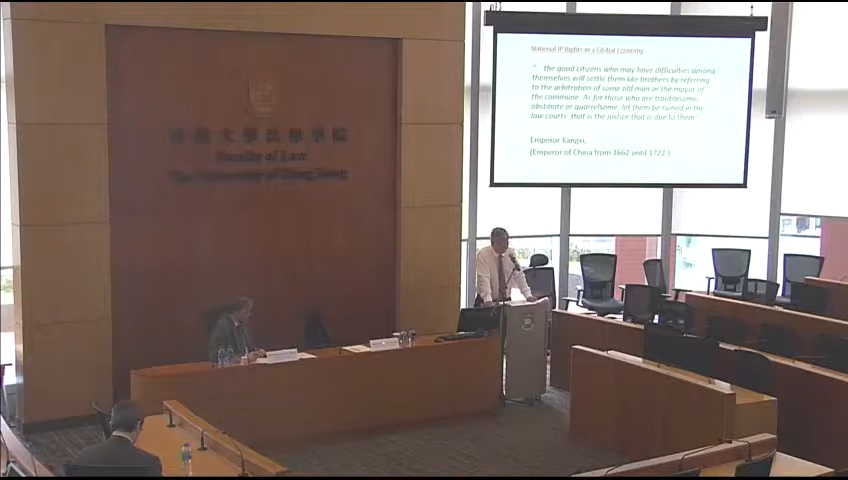 National IP Rights in a Global Economy
" the good citizens who may have difficulties among
themselves will settle them like brothers by referring
to the arbitration of some old man or the mayor of
the commune. As for those who are troublesome,
obstinate or quarrelsome, let them be ruined in the
law courts that is the justice that is due to them"
Emperor Kangxi,
(Emperor of China from 1662 until 1722 )
香港大學法律學院
Faculty of Law
The University of Hong Kong